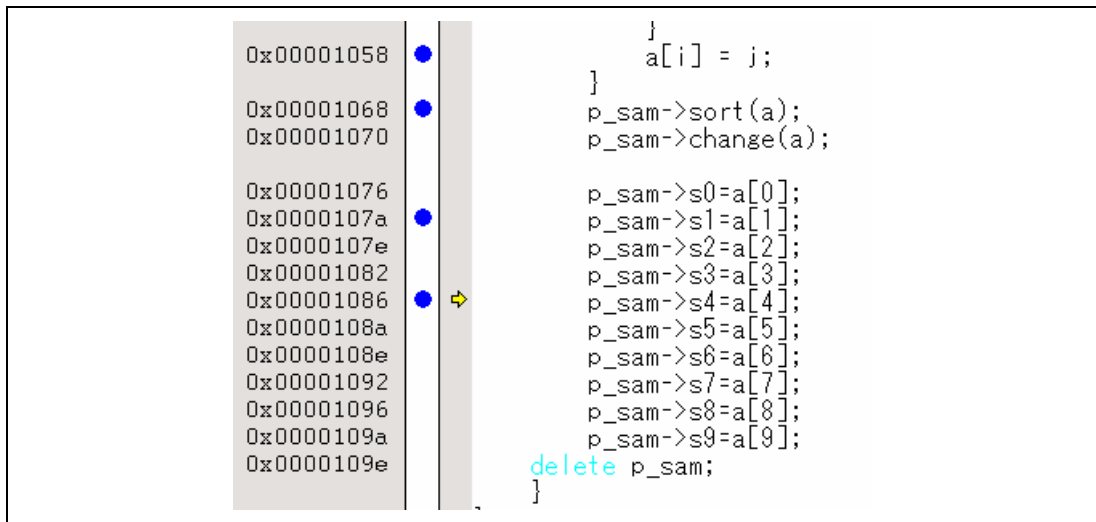 }
0x00001058 a[i] = j;
}
0x00001068 p_sam->sort(a);
0x00001070 p_sam->change(a);
0x00001076 p_sam->s0=a[0];
0x0000107a p_sam->s1=a[1];
0x0000107e p_sam->s2=a[2];
0x00001082 p_sam->s3=a[3];
0x00001086 p_sam->s4=a[4];
0x0000108a p_sam->s5=a[5];
0x0000108e p_sam->s6=a[6];
0x00001092 p_sam->s7=a[7];
0x00001096 p_sam->s8=a[8];
0x0000109a p_sam->s9=a[9];
0x0000109e delete p_sam;
}